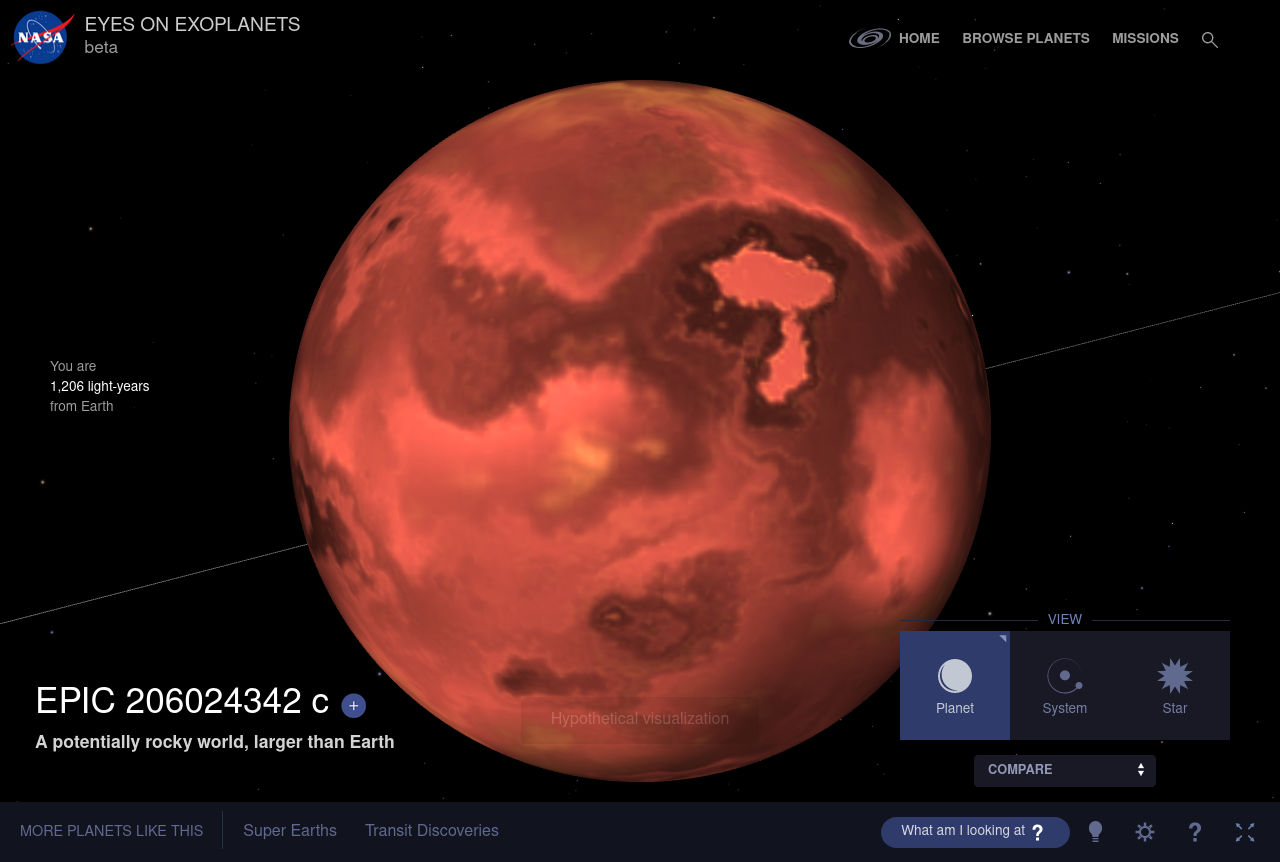 NASA
EYES ON EXOPLANETS
beta
HOME
BROWSE PLANETS
MISSIONS
You are
1,206 light-years
from Earth
VIEW
Planet
System
Star
EPIC 206024342 c +
A potentially rocky world, larger than Earth
Hypothetical visualization
COMPARE
MORE PLANETS LIKE THIS
Super Earths
Transit Discoveries
What am I looking at ?
?